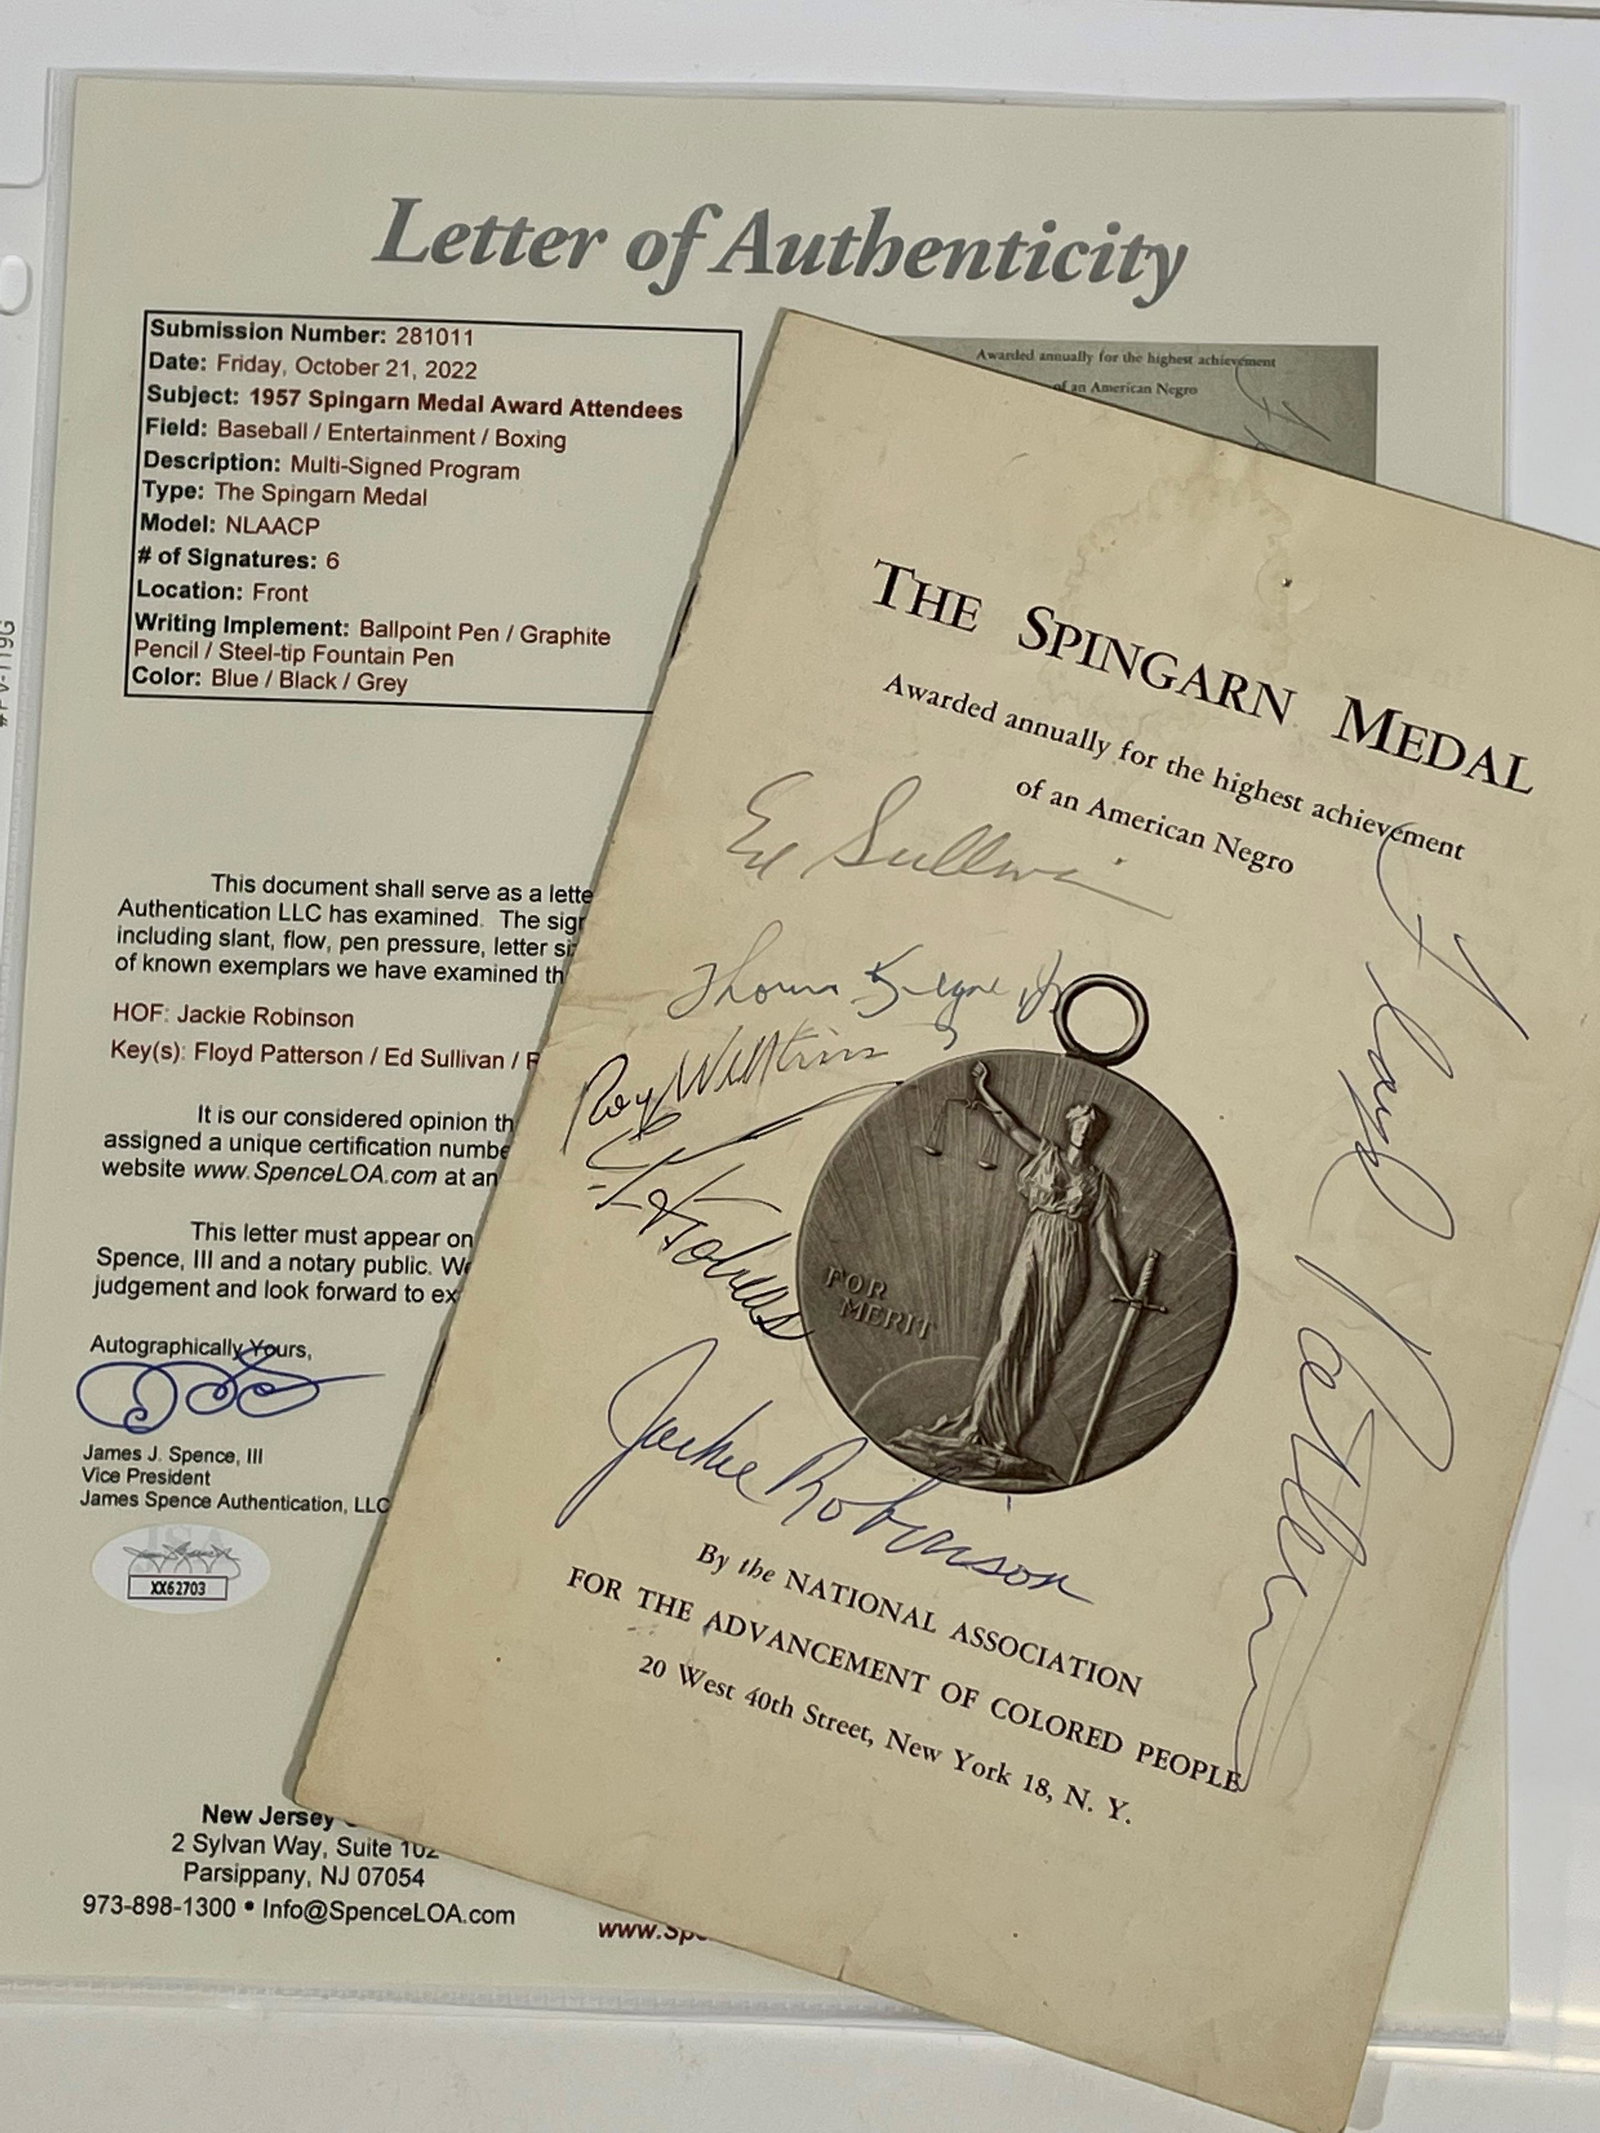 Letter of Authenticity
Submission Number: 281011
Date: Friday, October 21, 2022
Subject: 1957 Spingarn Medal Award Attendees
Field: Baseball / Entertainment / Boxing
Description: Multi-Signed Program
Type: The Spingarn Medal
Model: NLAACP
# of Signatures: 6
Location: Front
Writing Implement: Ballpoint Pen / Graphite
Pencil / Steel-tip Fountain Pen
Color: Blue / Black / Grey
This document shall serve as a lette
Authentication LLC has examined. The sign
including slant, flow, pen pressure, letter siz
of known exemplars we have examined th
HOF: Jackie Robinson
Key(s): Floyd Patterson / Ed Sullivan / R
It is our considered opinion th
assigned a unique certification numbe
website www.SpenceLOA.com at an
This letter must appear on
Spence, III and a notary public. We
judgement and look forward to ex
Autographically Yours,
James J. Spence, III
Vice President
James Spence Authentication, LLC
JSA
XX62703
New Jersey
2 Sylvan Way, Suite 102
Parsippany, NJ 07054
973-898-1300 • Info@SpenceLOA.com
www.Spe
Awarded annually for the highest achievement
of an American Negro
THE SPINGARN MEDAL
Awarded annually for the highest achievement
of an American Negro
Ed Sullivan
Roy Wilkins
Jackie Robinson
Floyd Patterson
FOR
MERIT
By the NATIONAL ASSOCIATION
FOR THE ADVANCEMENT OF COLORED PEOPLE
20 West 40th Street, New York 18, N. Y.